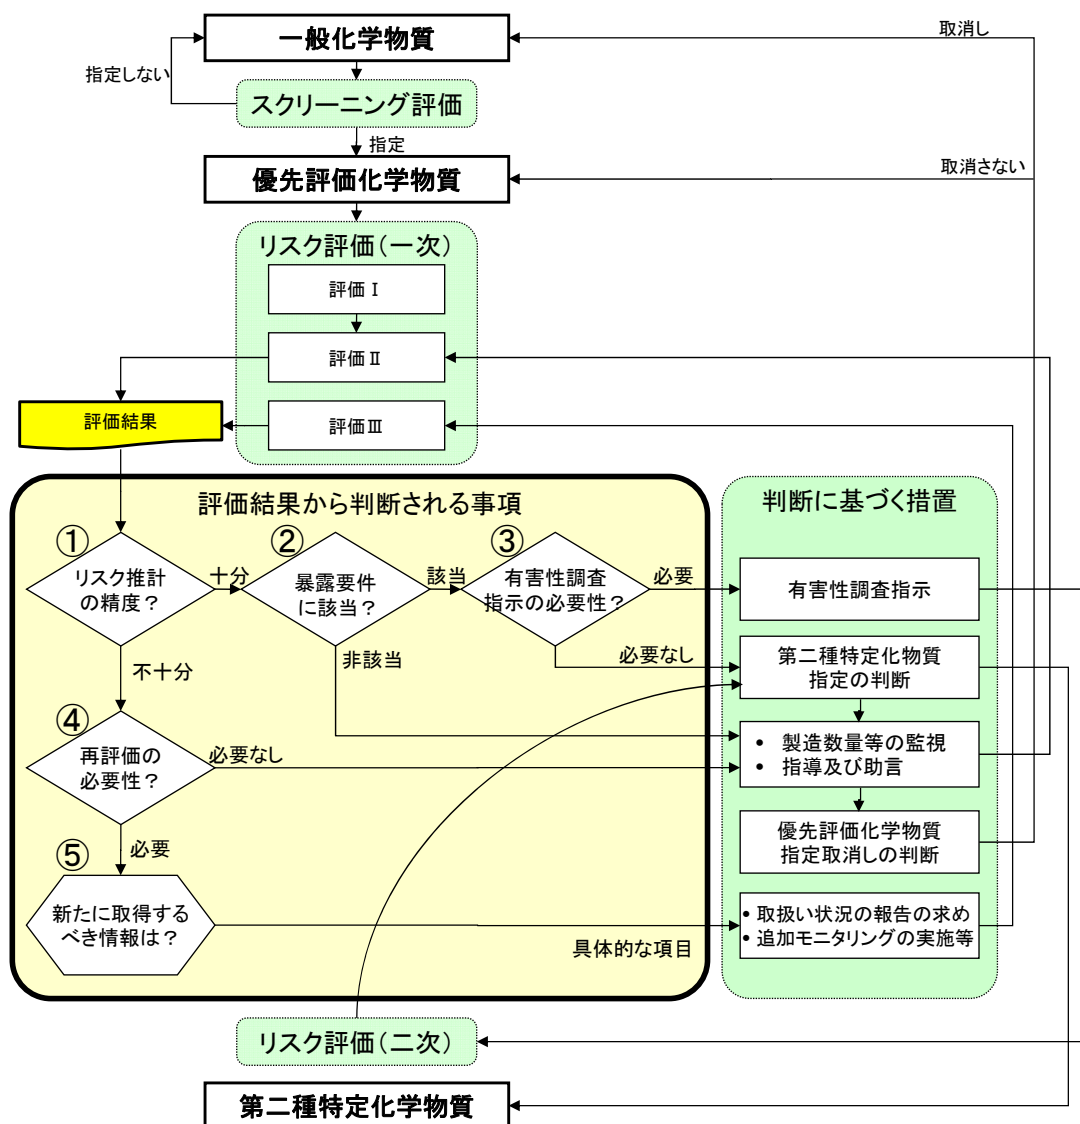 一般化学物質
取消し
指定しない
スクリーニング評価
指定
優先評価化学物質
取消さない
リスク評価（一次）
評価Ⅰ
評価Ⅱ
評価結果
評価Ⅲ
評価結果から判断される事項
判断に基づく措置
①
リスク推計
の精度？
十分
②
暴露要件
に該当？
該当
③
有害性調査
指示の必要性？
必要
有害性調査指示
不十分
非該当
必要なし
第二種特定化物質
指定の判断
④
再評価の
必要性？
必要なし
• 製造数量等の監視
• 指導及び助言
必要
優先評価化学物質
指定取消しの判断
⑤
新たに取得する
べき情報は？
具体的な項目
• 取扱い状況の報告の求め
• 追加モニタリングの実施等
リスク評価（二次）
第二種特定化学物質